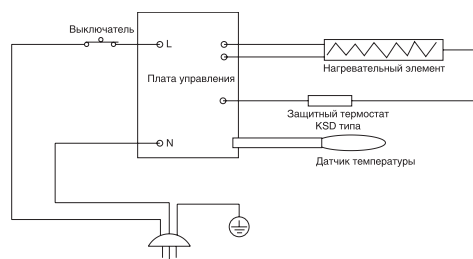 Выключатель
L
Плата управления
Нагревательный элемент
Защитный термостат
KSD типа
N
Датчик температуры